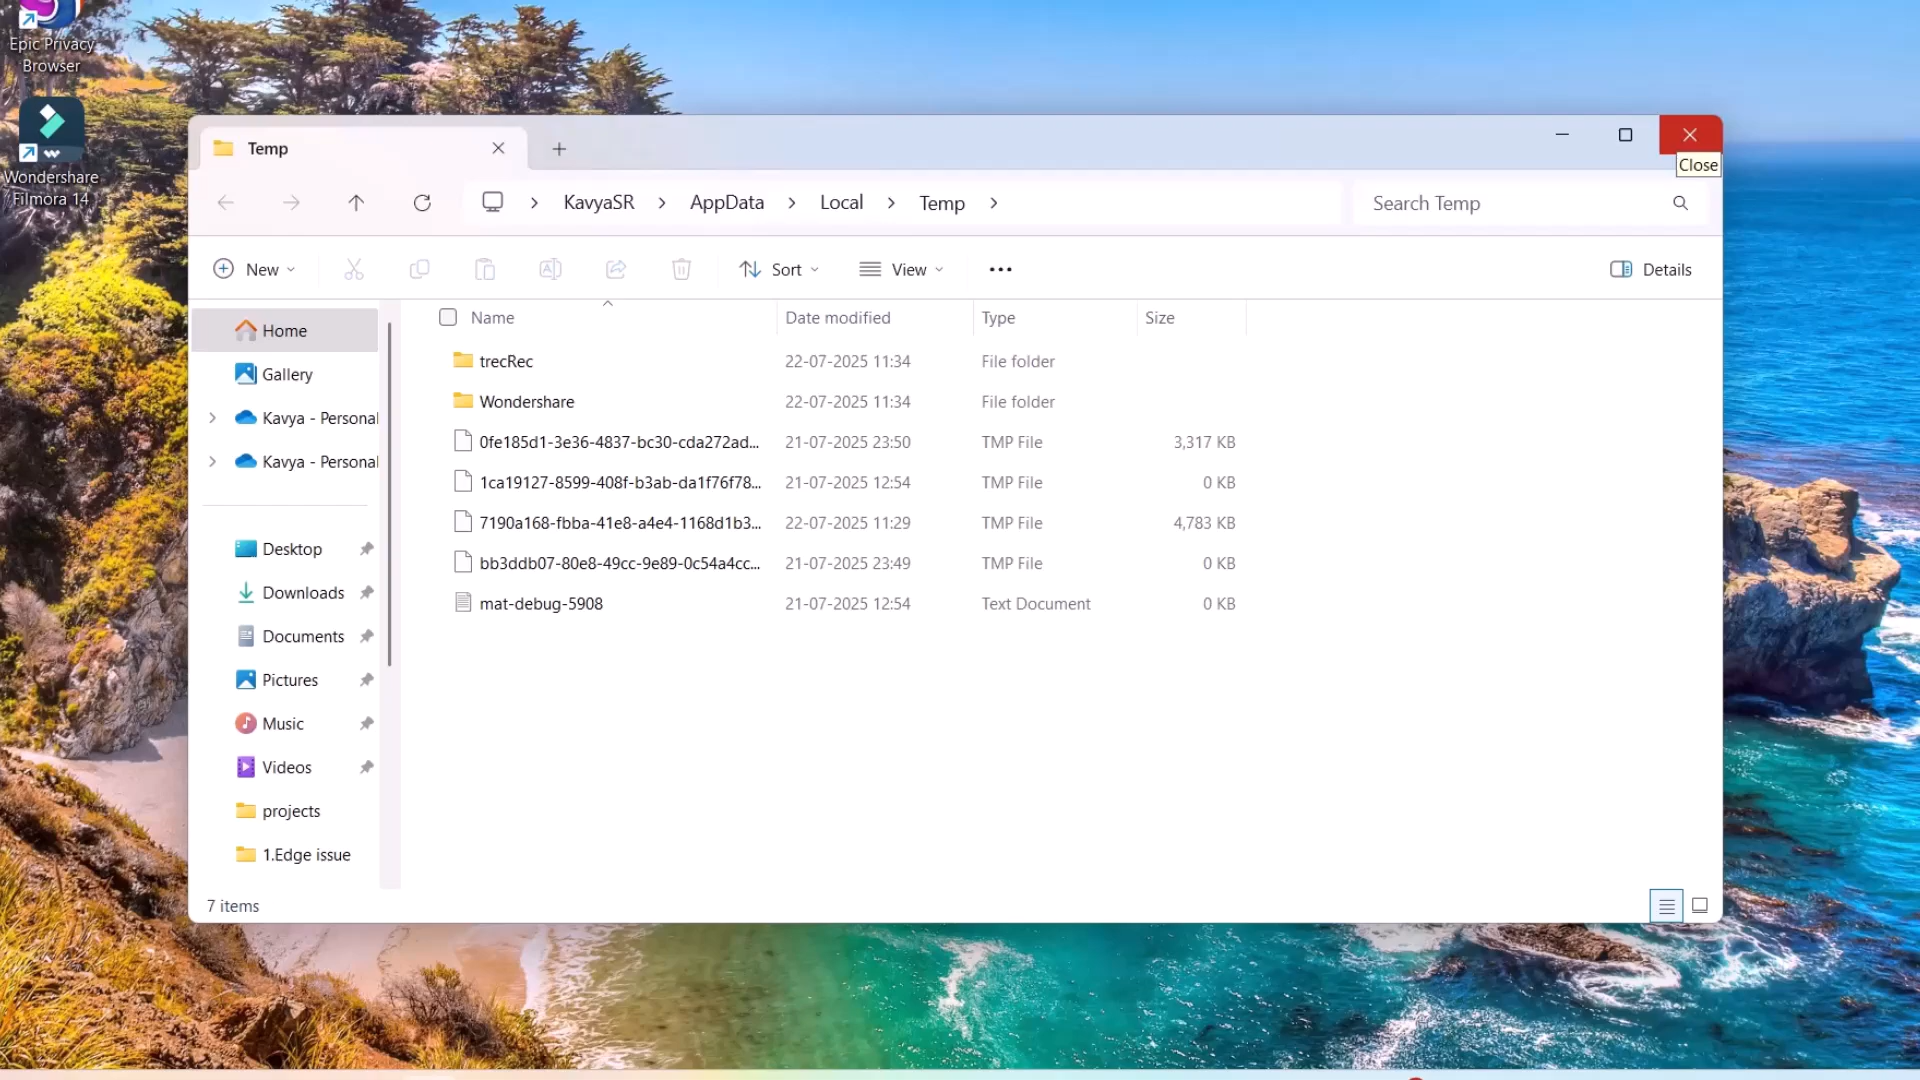 Epic Privacy
Browser
Wondershare
Filmora 14
Temp
Close
KavyaSR > AppData > Local > Temp >
Search Temp
New
Sort
View
Details
Name
Date modified
Type
Size
Home
Gallery
Kavya - Personal
Kavya - Personal
Desktop
Downloads
Documents
Pictures
Music
Videos
projects
1.Edge issue
trecRec 22-07-2025 11:34 File folder
Wondershare 22-07-2025 11:34 File folder
0fe185d1-3e36-4837-bc30-cda272ad... 21-07-2025 23:50 TMP File 3,317 KB
1ca19127-8599-408f-b3ab-da1f76f78... 21-07-2025 12:54 TMP File 0 KB
7190a168-fbba-41e8-a4e4-1168d1b3... 22-07-2025 11:29 TMP File 4,783 KB
bb3ddb07-80e8-49cc-9e89-0c54a4cc... 21-07-2025 23:49 TMP File 0 KB
mat-debug-5908 21-07-2025 12:54 Text Document 0 KB
7 items